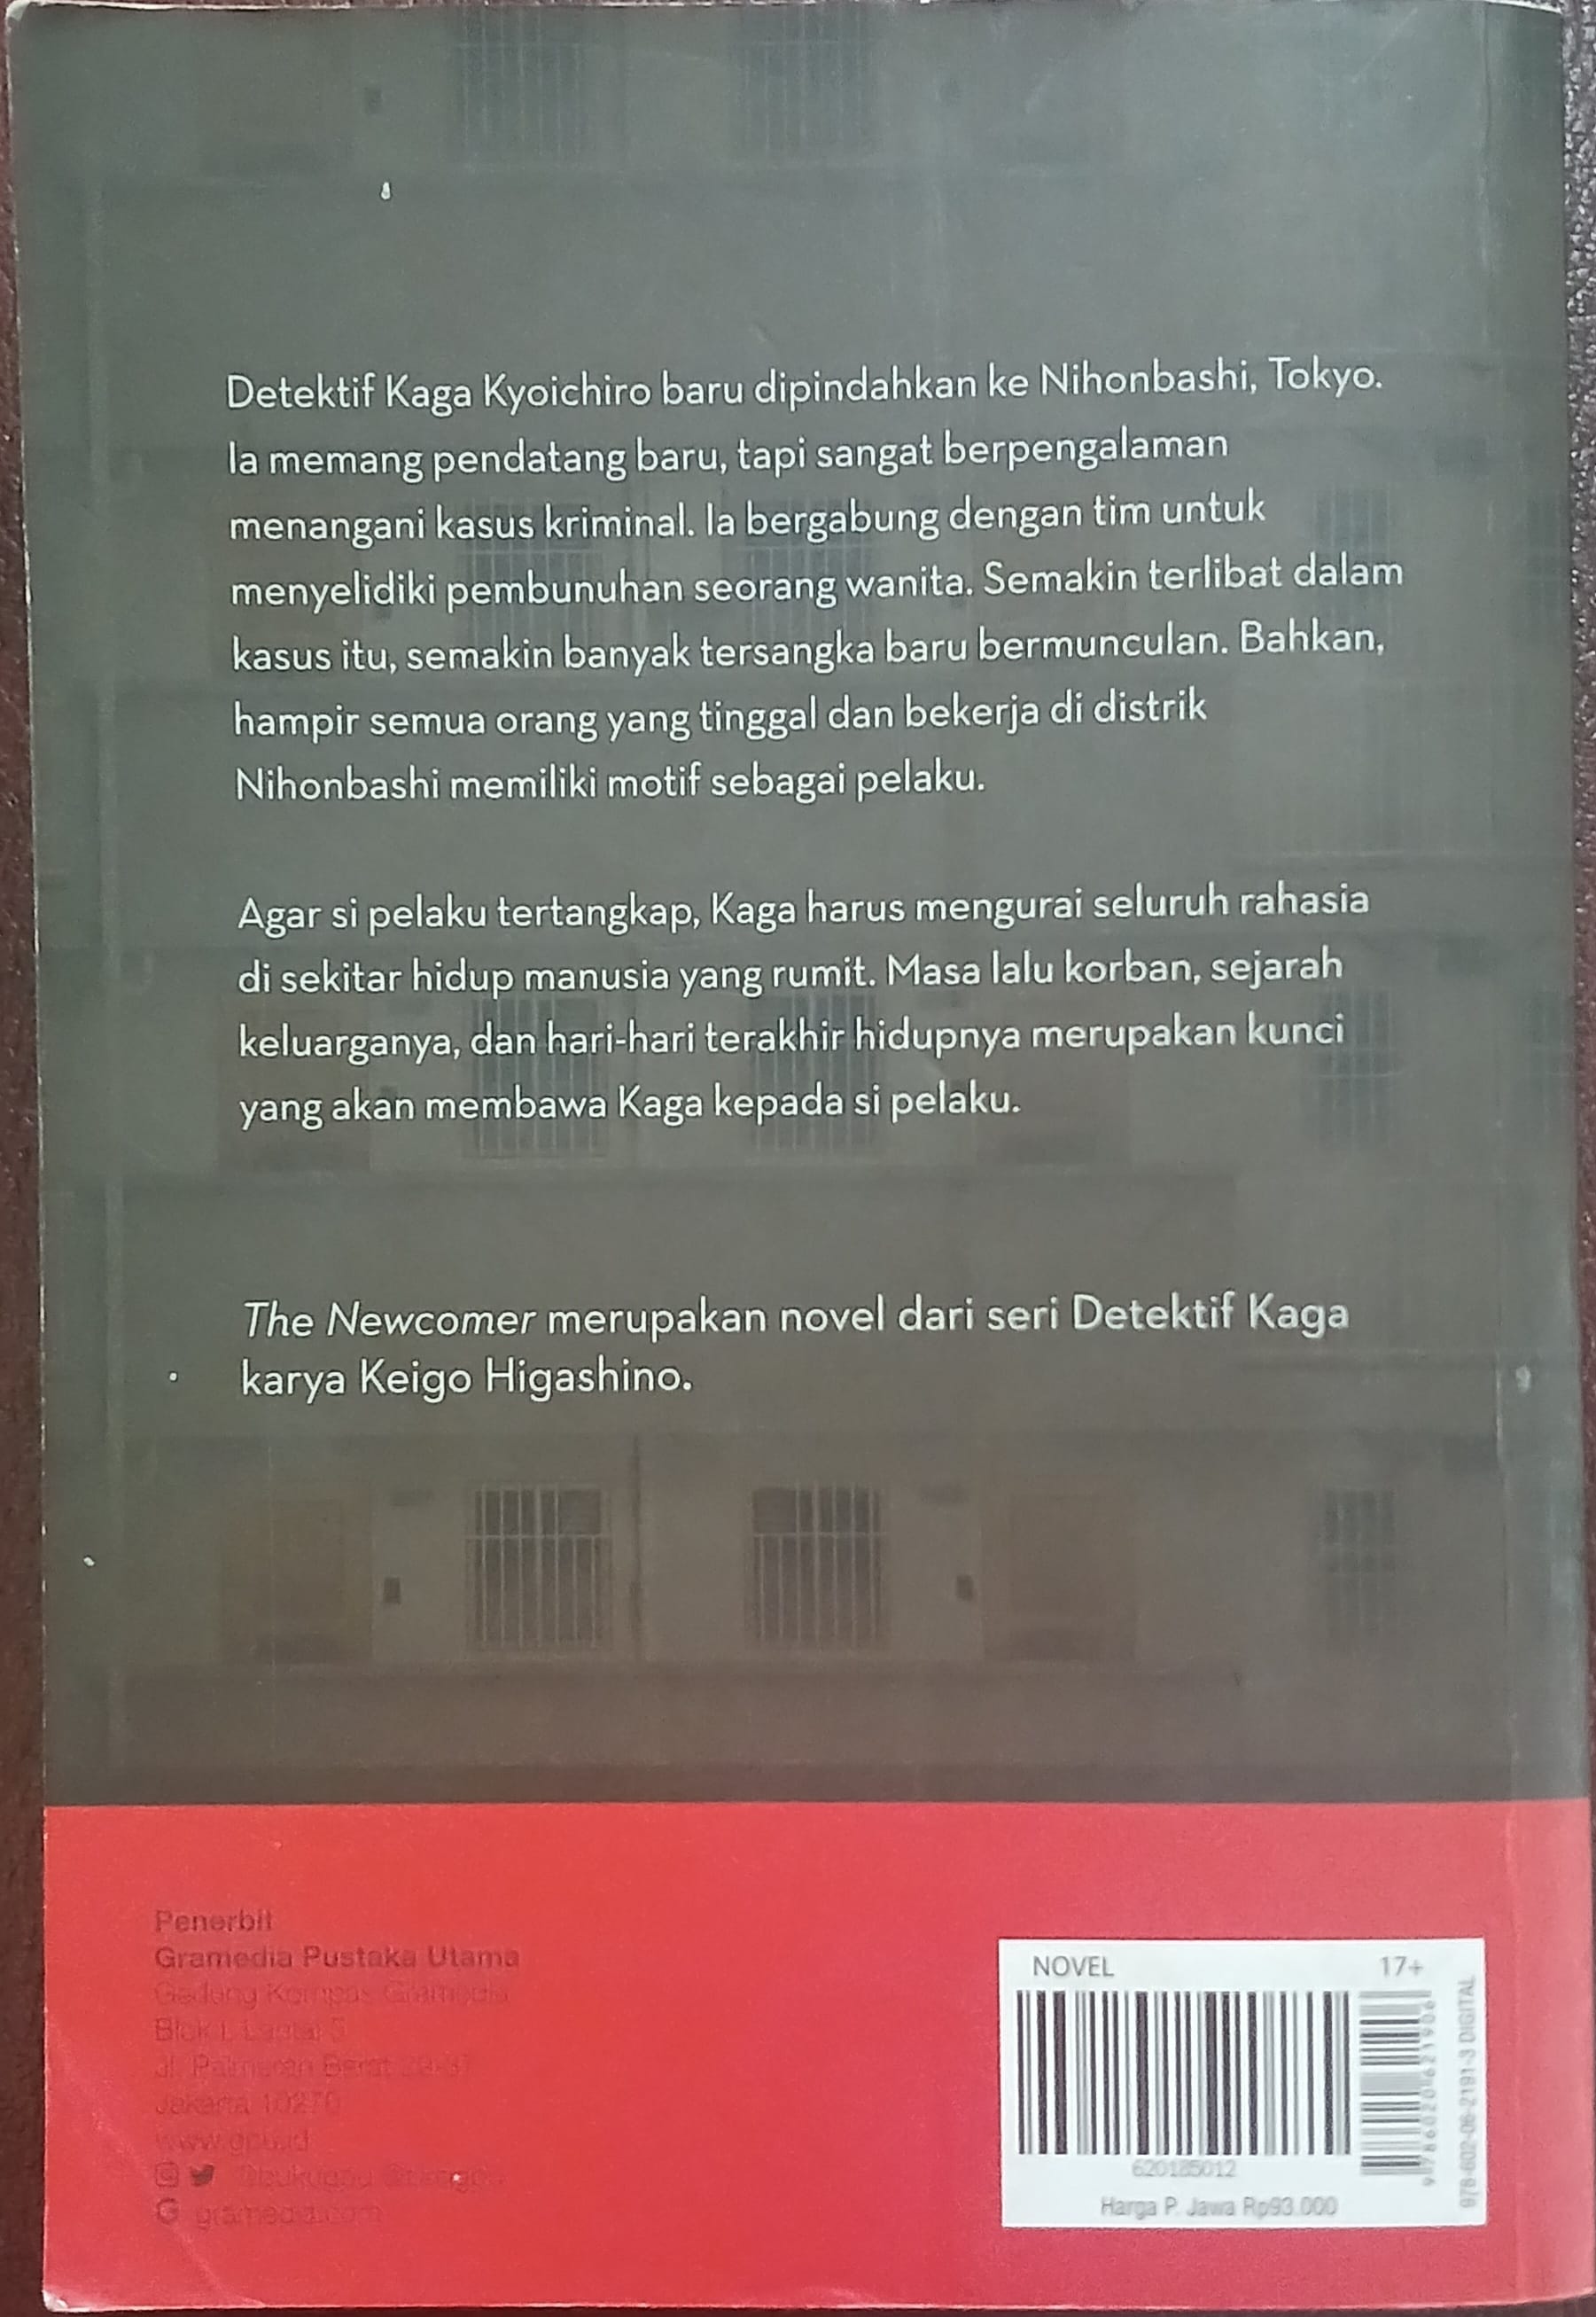 Detektif Kaga Kyoichiro baru dipindahkan ke Nihonbashi, Tokyo.
Ia memang pendatang baru, tapi sangat berpengalaman
menangani kasus kriminal. Ia bergabung dengan tim untuk
menyelidiki pembunuhan seorang wanita. Semakin terlibat dalam
kasus itu, semakin banyak tersangka baru bermunculan. Bahkan,
hampir semua orang yang tinggal dan bekerja di distrik
Nihonbashi memiliki motif sebagai pelaku.
Agar si pelaku tertangkap, Kaga harus mengurai seluruh rahasia
di sekitar hidup manusia yang rumit. Masa lalu korban, sejarah
keluarganya, dan hari-hari terakhir hidupnya merupakan kunci
yang akan membawa Kaga kepada si pelaku.
The Newcomer merupakan novel dari seri Detektif Kaga
karya Keigo Higashino.
Penerbit
Gramedia Pustaka Utama
Gedung Kompas Gramedia
Blok I, Lantai 5
Jl. Palmerah Barat
Jakarta 10270
www.gpu.id
gramedia.com
NOVEL 17+
620185012
Harga P. Jawa Rp93.000
9786020621906
978-602-06-2191-3 DIGITAL